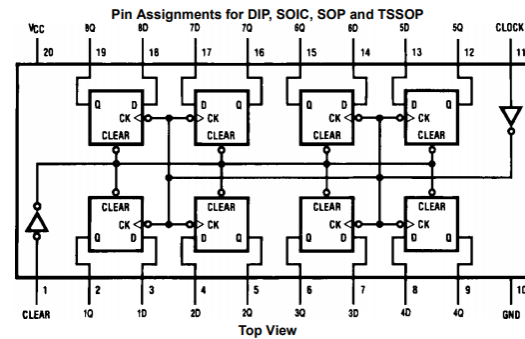 Pin Assignments for DIP, SOIC, SOP and TSSOP
VCC 8Q 8D 7D 7Q 6Q 6D 5D 5Q CLOCK
20 19 18 17 16 15 14 13 12 11
Q D D Q Q D D Q
CK CK CK CK
CLEAR CLEAR CLEAR CLEAR
CLEAR CLEAR CLEAR CLEAR
CK CK CK CK
Q D D Q Q D D Q
1 2 3 4 5 6 7 8 9 10
CLEAR 1Q 1D 2D 2Q 3Q 3D 4D 4Q GND
Top View